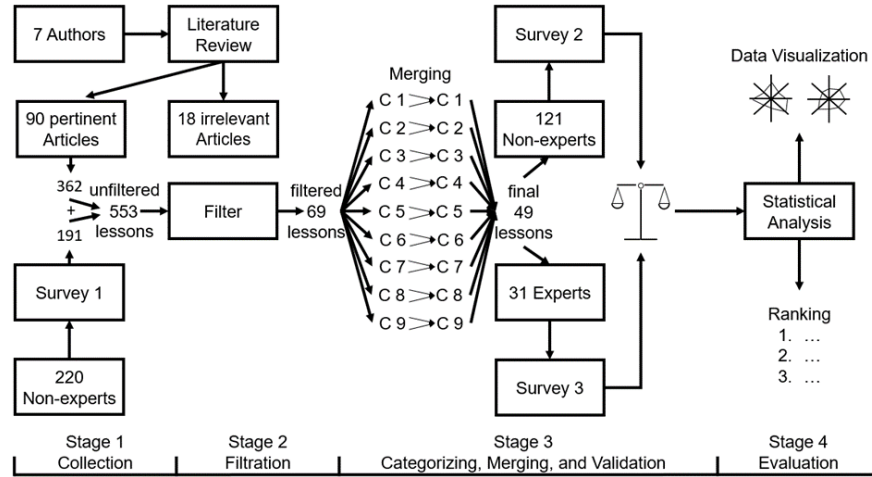 7 Authors
Literature
Review
90 pertinent
Articles
18 irrelevant
Articles
362
+
191
unfiltered
553
lessons
Survey 1
220
Non-experts
Filter
filtered
69
lessons
Merging
C 1 C 1
C 2 C 2
C 3 C 3
C 4 C 4
C 5 C 5
C 6 C 6
C 7 C 7
C 8 C 8
C 9 C 9
final
49
lessons
Survey 2
121
Non-experts
31 Experts
Survey 3
Data Visualization
Statistical
Analysis
Ranking
1. ...
2. ...
3. ...
Stage 1
Collection
Stage 2
Filtration
Stage 3
Categorizing, Merging, and Validation
Stage 4
Evaluation